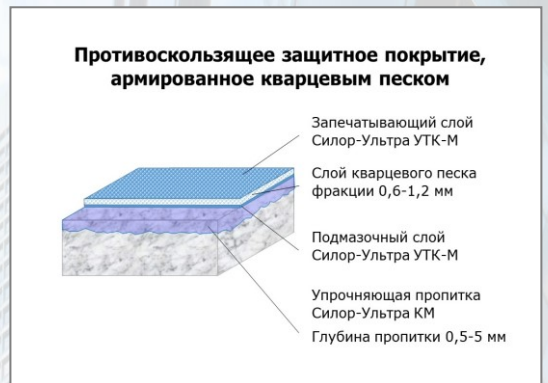 Противоскользящее защитное покрытие,
армированное кварцевым песком
Запечатывающий слой
Силор-Ультра УТК-М
Слой кварцевого песка
фракции 0,6-1,2 мм
Подмазочный слой
Силор-Ультра УТК-М
Упрочняющая пропитка
Силор-Ультра КМ
Глубина пропитки 0,5-5 мм